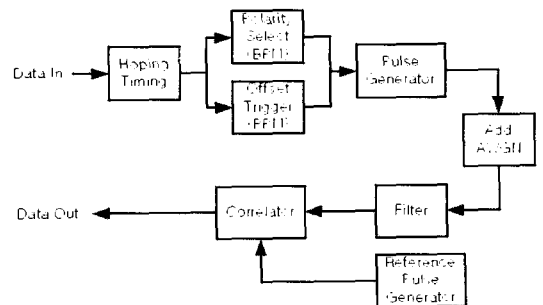 Polarity
Select
(BPM)
Data In
Hoping
Timing
Pulse
Generator
Offset
Trigger
(PPM)
Add
AWGN
Data Out
Correlator
Filter
Reference
Pulse
Generator